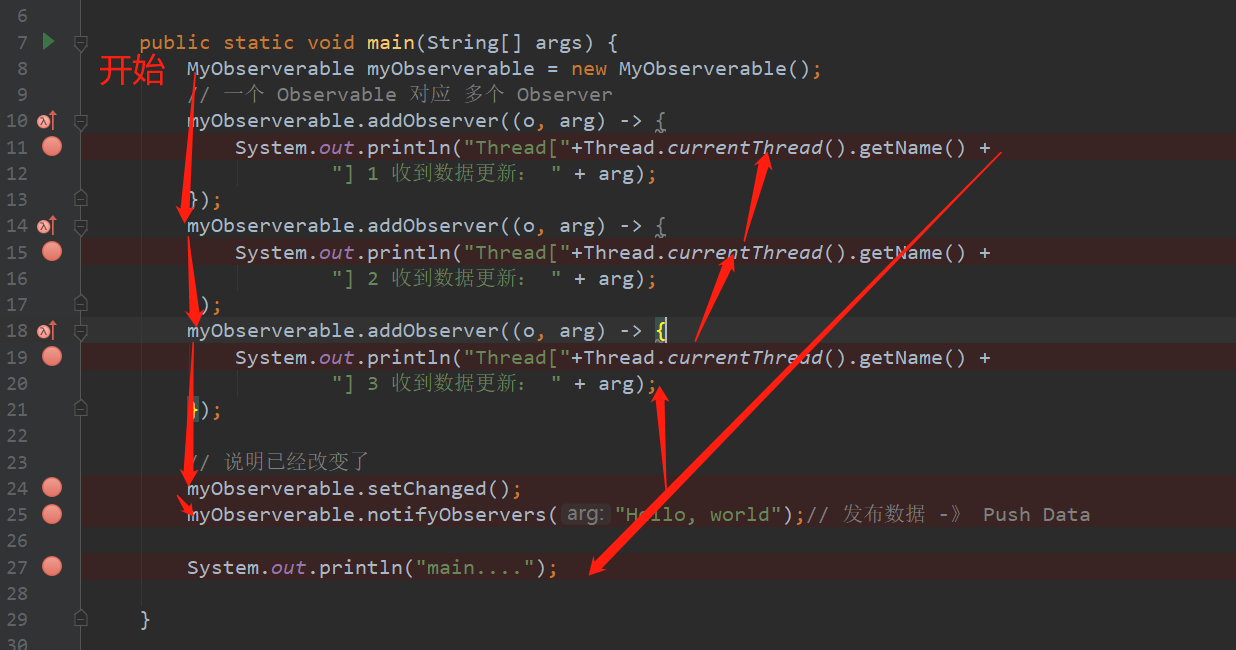 6
7 public static void main(String[] args) {
8 开始 MyObserverable myObserverable = new MyObserverable();
9 // 一个 Observable 对应 多个 Observer
10 myObserverable.addObserver((o, arg) -> {
11 System.out.println("Thread["+Thread.currentThread().getName() +
12 "] 1 收到数据更新: " + arg);
13 });
14 myObserverable.addObserver((o, arg) -> {
15 System.out.println("Thread["+Thread.currentThread().getName() +
16 "] 2 收到数据更新: " + arg);
17 });
18 myObserverable.addObserver((o, arg) -> {
19 System.out.println("Thread["+Thread.currentThread().getName() +
20 "] 3 收到数据更新: " + arg);
21 });
22
23 // 说明已经改变了
24 myObserverable.setChanged();
25 myObserverable.notifyObservers( arg: "Hello, world");// 发布数据 -》 Push Data
26
27 System.out.println("main....");
28
29 }
30